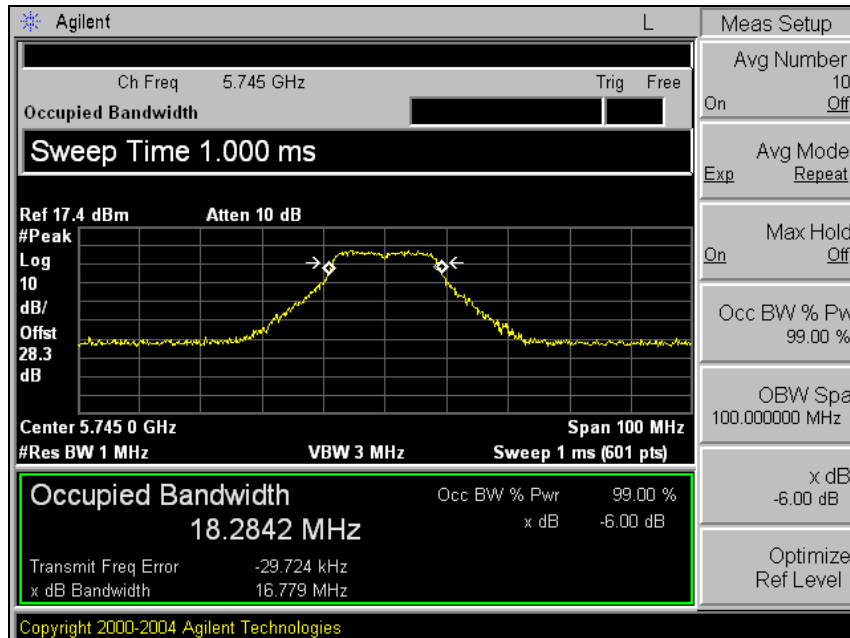 Agilent L Meas Setup
Ch Freq 5.745 GHz Trig Free
Occupied Bandwidth
Sweep Time 1.000 ms
Ref 17.4 dBm Atten 10 dB
#Peak
Log
10
dB/
Offst
28.3
dB
Center 5.745 0 GHz Span 100 MHz
#Res BW 1 MHz VBW 3 MHz Sweep 1 ms (601 pts)
Occupied Bandwidth
18.2842 MHz
Occ BW % Pwr 99.00 %
x dB -6.00 dB
Transmit Freq Error -29.724 kHz
x dB Bandwidth 16.779 MHz
Copyright 2000-2004 Agilent Technologies
Avg Number
10
On Off
Avg Mode
Exp Repeat
Max Hold
On Off
Occ BW % Pw
99.00 %
OBW Spa
100.000000 MHz
x dB
-6.00 dB
Optimize
Ref Level